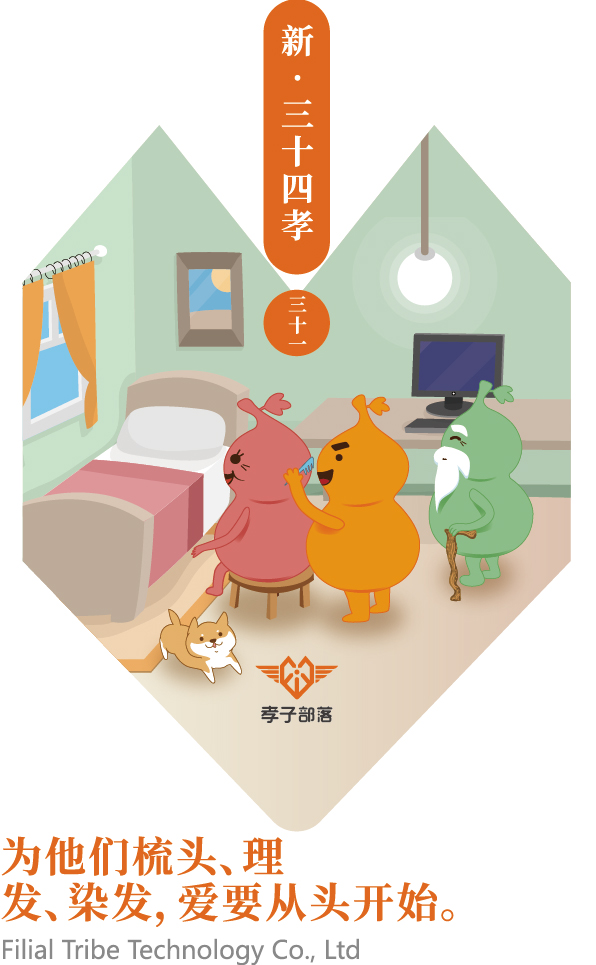 新·三十四孝
三十一
孝子部落
为他们梳头、理
发、染发，爱要从头开始。
Filial Tribe Technology Co., Ltd